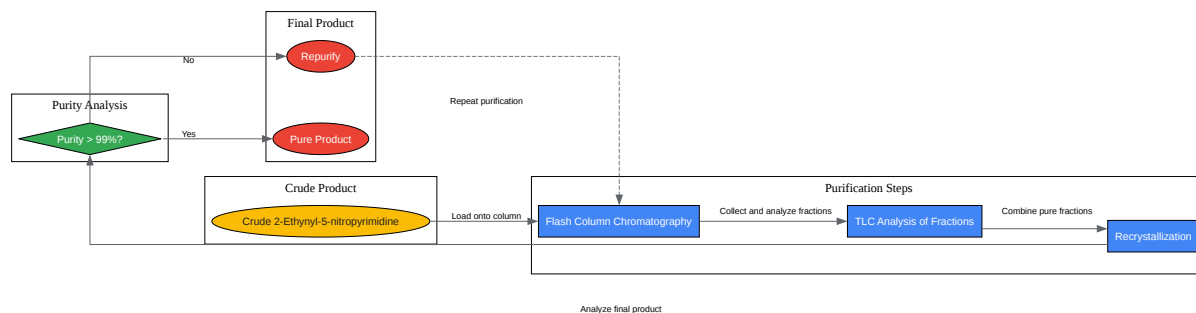 Final Product
Repurify
No
Purity Analysis
Repeat purification
Purity > 99%?
Yes
Pure Product
Crude Product
Purification Steps
Crude 2-Ethynyl-5-nitropyrimidine
Load onto column
Flash Column Chromatography
Collect and analyze fractions
TLC Analysis of Fractions
Combine pure fractions
Recrystallization
Analyze final product